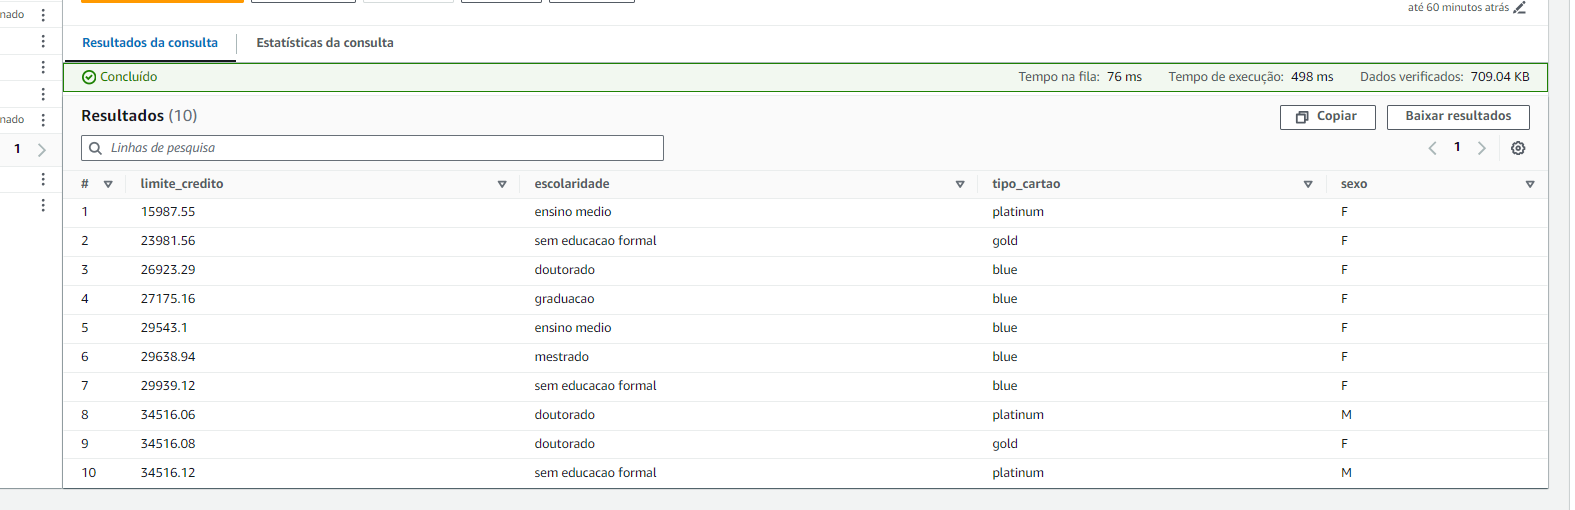 até 60 minutos atrás
nado
nado
1
Resultados da consulta Estatísticas da consulta
Concluído Tempo na fila: 76 ms Tempo de execução: 498 ms Dados verificados: 709.04 KB
Resultados (10) Copiar Baixar resultados
Linhas de pesquisa 1
# limite_credito escolaridade tipo_cartao sexo
1 15987.55 ensino medio platinum F
2 23981.56 sem educacao formal gold F
3 26923.29 doutorado blue F
4 27175.16 graduacao blue F
5 29543.1 ensino medio blue F
6 29638.94 mestrado blue F
7 29939.12 sem educacao formal blue F
8 34516.06 doutorado platinum M
9 34516.08 doutorado gold F
10 34516.12 sem educacao formal platinum M